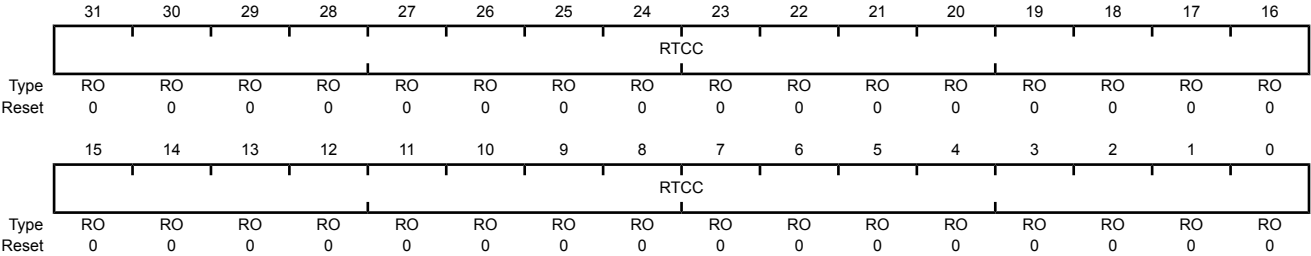 31 30 29 28 27 26 25 24 23 22 21 20 19 18 17 16
RTCC
Type RO RO RO RO RO RO RO RO RO RO RO RO RO RO RO RO
Reset 0 0 0 0 0 0 0 0 0 0 0 0 0 0 0 0
15 14 13 12 11 10 9 8 7 6 5 4 3 2 1 0
RTCC
Type RO RO RO RO RO RO RO RO RO RO RO RO RO RO RO RO
Reset 0 0 0 0 0 0 0 0 0 0 0 0 0 0 0 0